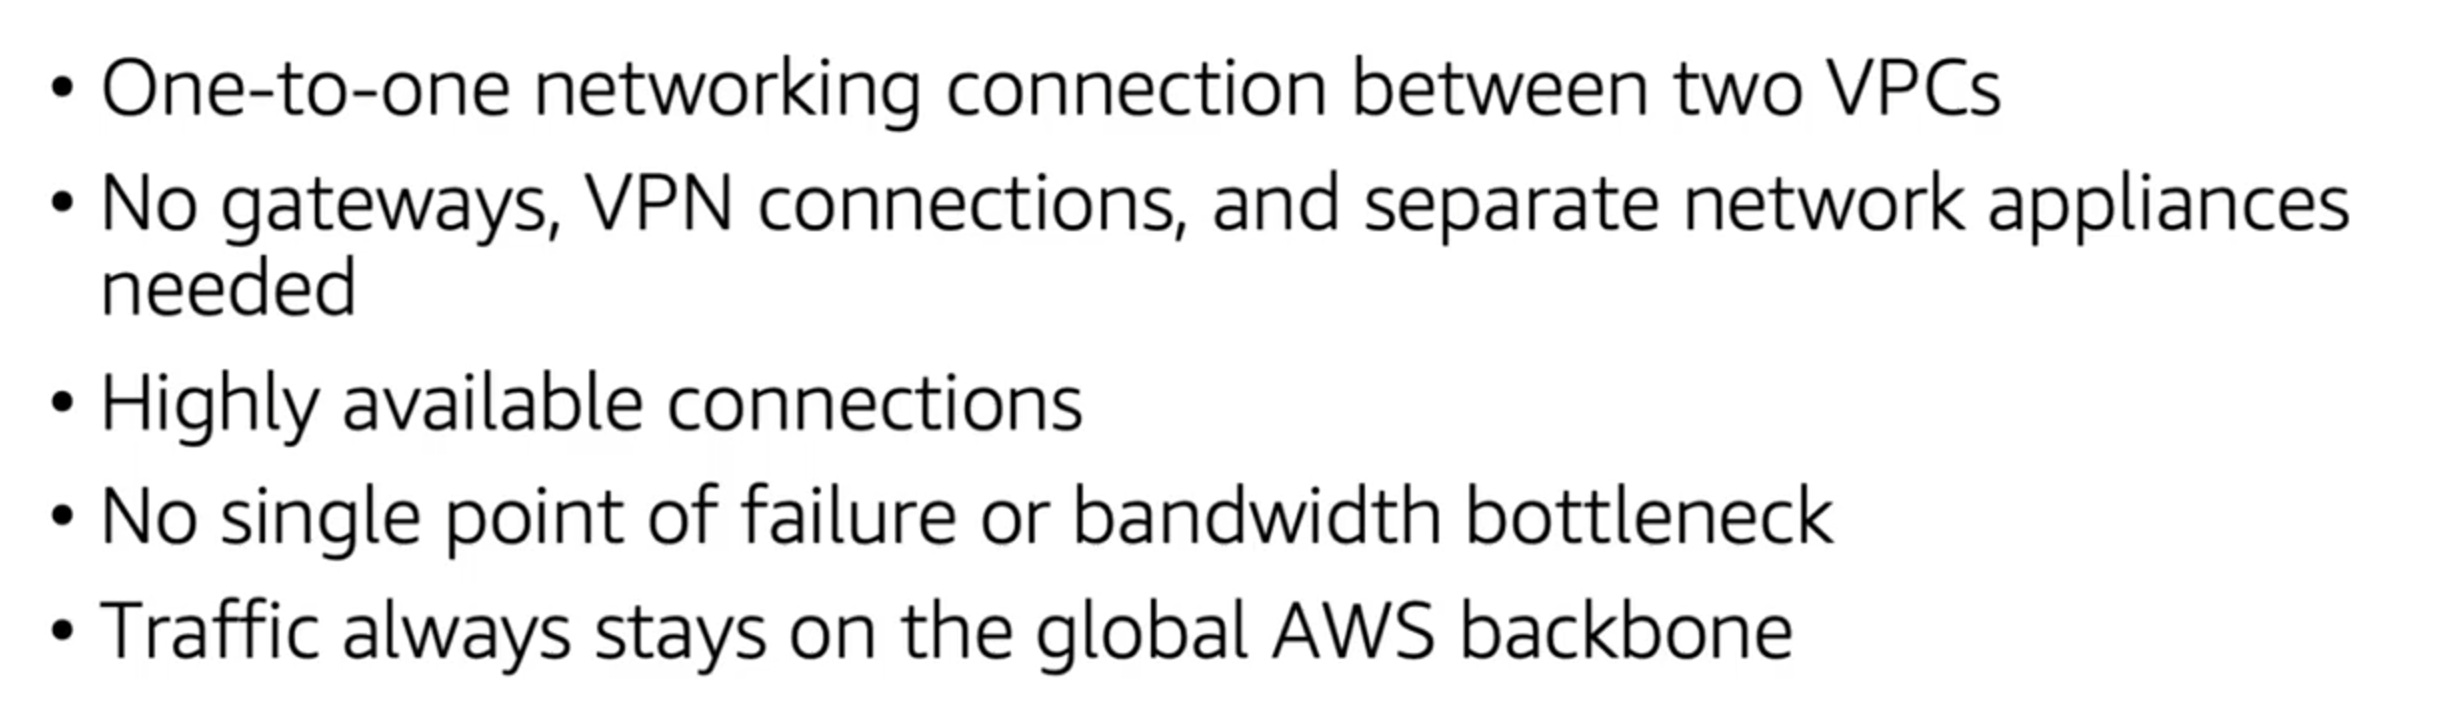 • One-to-one networking connection between two VPCs
• No gateways, VPN connections, and separate network appliances
needed
• Highly available connections
• No single point of failure or bandwidth bottleneck
• Traffic always stays on the global AWS backbone